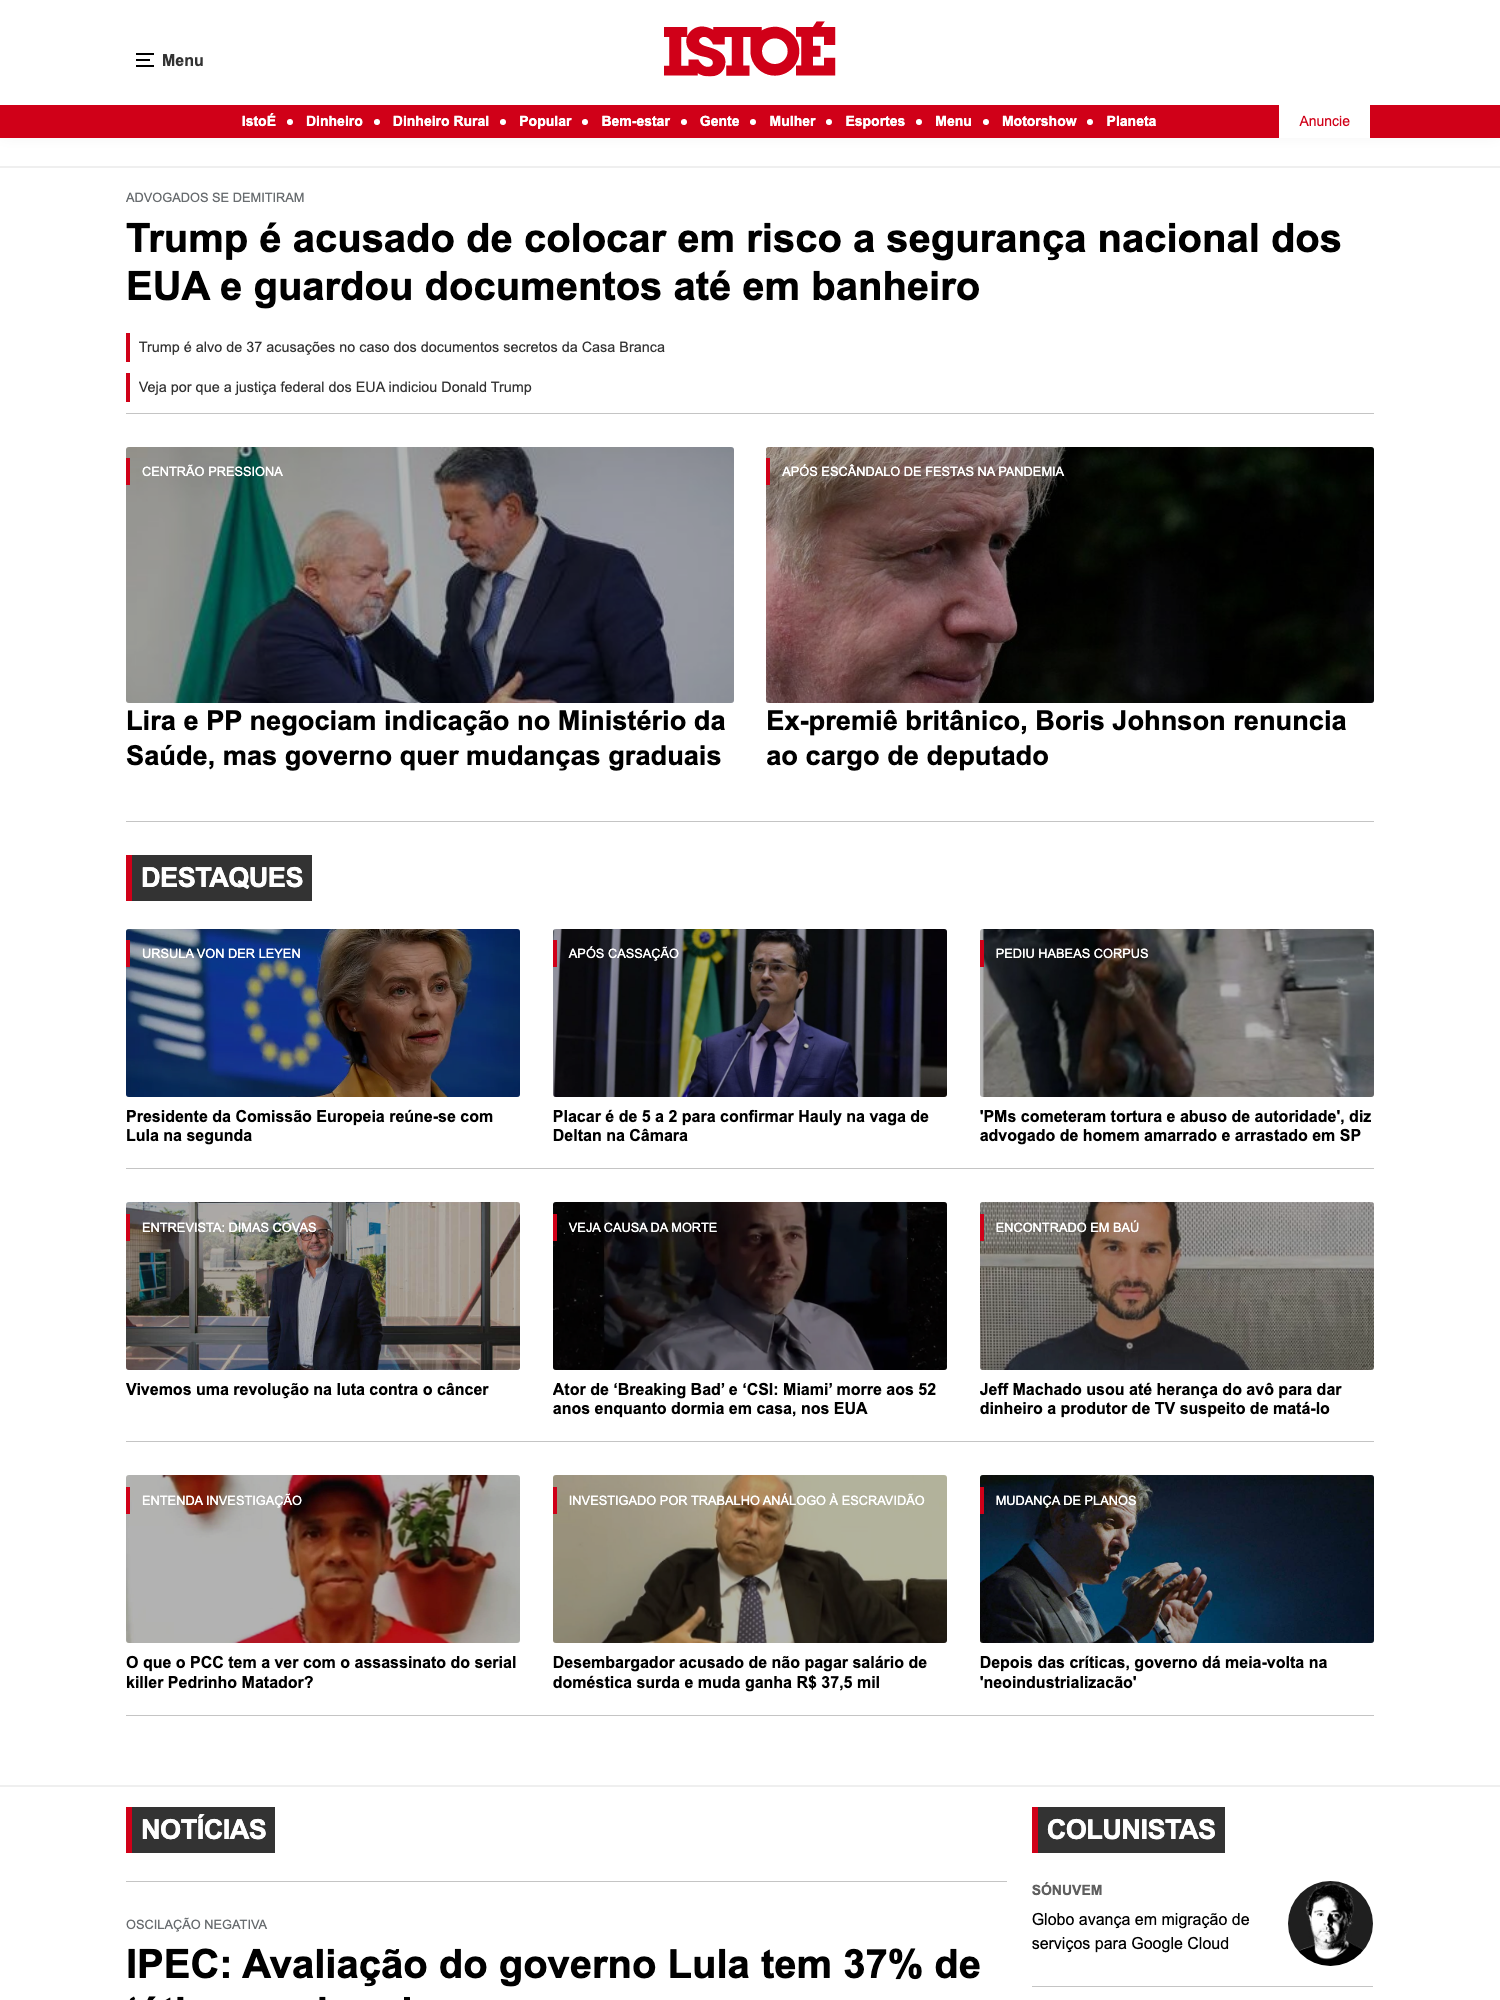 Menu
ISTOÉ
IstoÉ • Dinheiro • Dinheiro Rural • Popular • Bem-estar • Gente • Mulher • Esportes • Menu • Motorshow • Planeta
Anuncie
ADVOGADOS SE DEMITIRAM
Trump é acusado de colocar em risco a segurança nacional dos
EUA e guardou documentos até em banheiro
Trump é alvo de 37 acusações no caso dos documentos secretos da Casa Branca
Veja por que a justiça federal dos EUA indiciou Donald Trump
CENTRÃO PRESSIONA
Lira e PP negociam indicação no Ministério da
Saúde, mas governo quer mudanças graduais
APÓS ESCÂNDALO DE FESTAS NA PANDEMIA
Ex-premiê britânico, Boris Johnson renuncia
ao cargo de deputado
DESTAQUES
URSULA VON DER LEYEN
Presidente da Comissão Europeia reúne-se com
Lula na segunda
APÓS CASSAÇÃO
Placar é de 5 a 2 para confirmar Hauly na vaga de
Deltan na Câmara
PEDIU HABEAS CORPUS
'PMs cometeram tortura e abuso de autoridade', diz
advogado de homem amarrado e arrastado em SP
ENTREVISTA: DIMAS COVAS
Vivemos uma revolução na luta contra o câncer
VEJA CAUSA DA MORTE
Ator de ‘Breaking Bad’ e ‘CSI: Miami’ morre aos 52
anos enquanto dormia em casa, nos EUA
ENCONTRADO EM BAÚ
Jeff Machado usou até herança do avô para dar
dinheiro a produtor de TV suspeito de matá-lo
ENTENDA INVESTIGAÇÃO
O que o PCC tem a ver com o assassinato do serial
killer Pedrinho Matador?
INVESTIGADO POR TRABALHO ANÁLOGO À ESCRAVIDÃO
Desembargador acusado de não pagar salário de
doméstica surda e muda ganha R$ 37,5 mil
MUDANÇA DE PLANOS
Depois das críticas, governo dá meia-volta na
'neoindustrializacão'
NOTÍCIAS
OSCILAÇÃO NEGATIVA
IPEC: Avaliação do governo Lula tem 37% de
COLUNISTAS
SÓNUVEM
Globo avança em migração de
serviços para Google Cloud